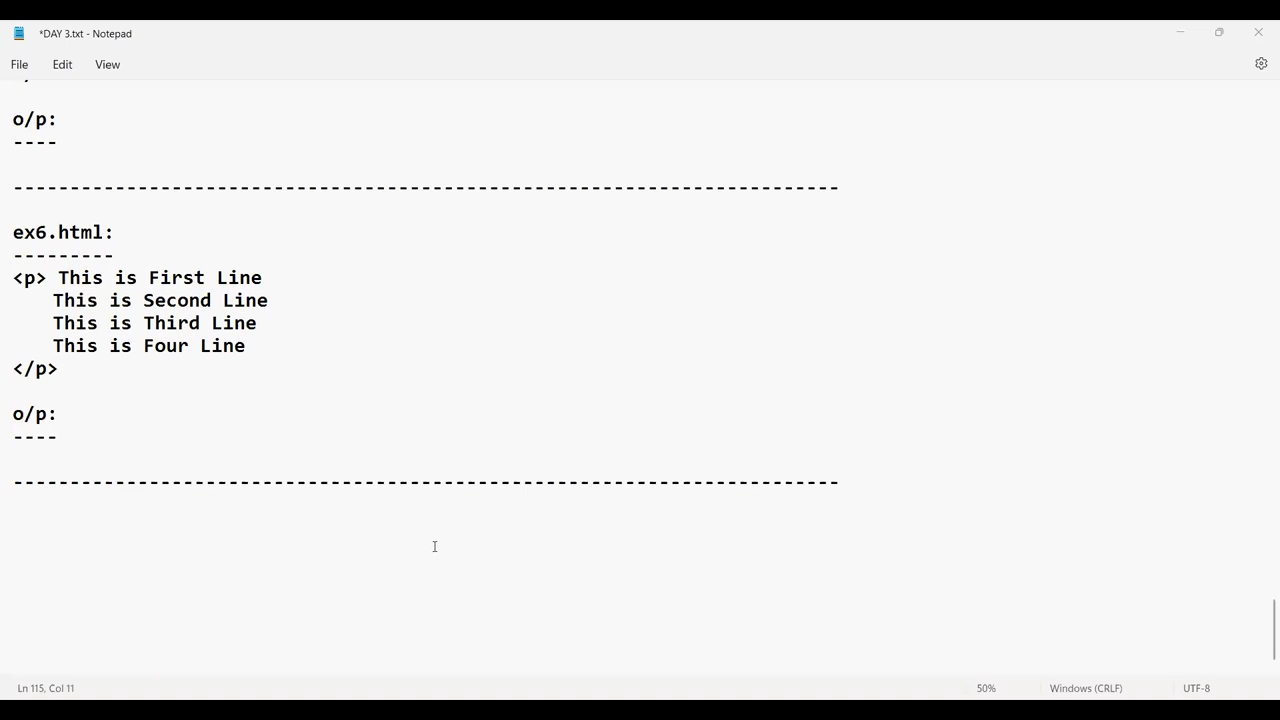 *DAY 3.txt - Notepad
File Edit View
o/p:
----
-------------------------------------------------------------------------
ex6.html:
---------
<p> This is First Line
This is Second Line
This is Third Line
This is Four Line
</p>
o/p:
----
-------------------------------------------------------------------------
Ln 115, Col 11 50% Windows (CRLF) UTF-8